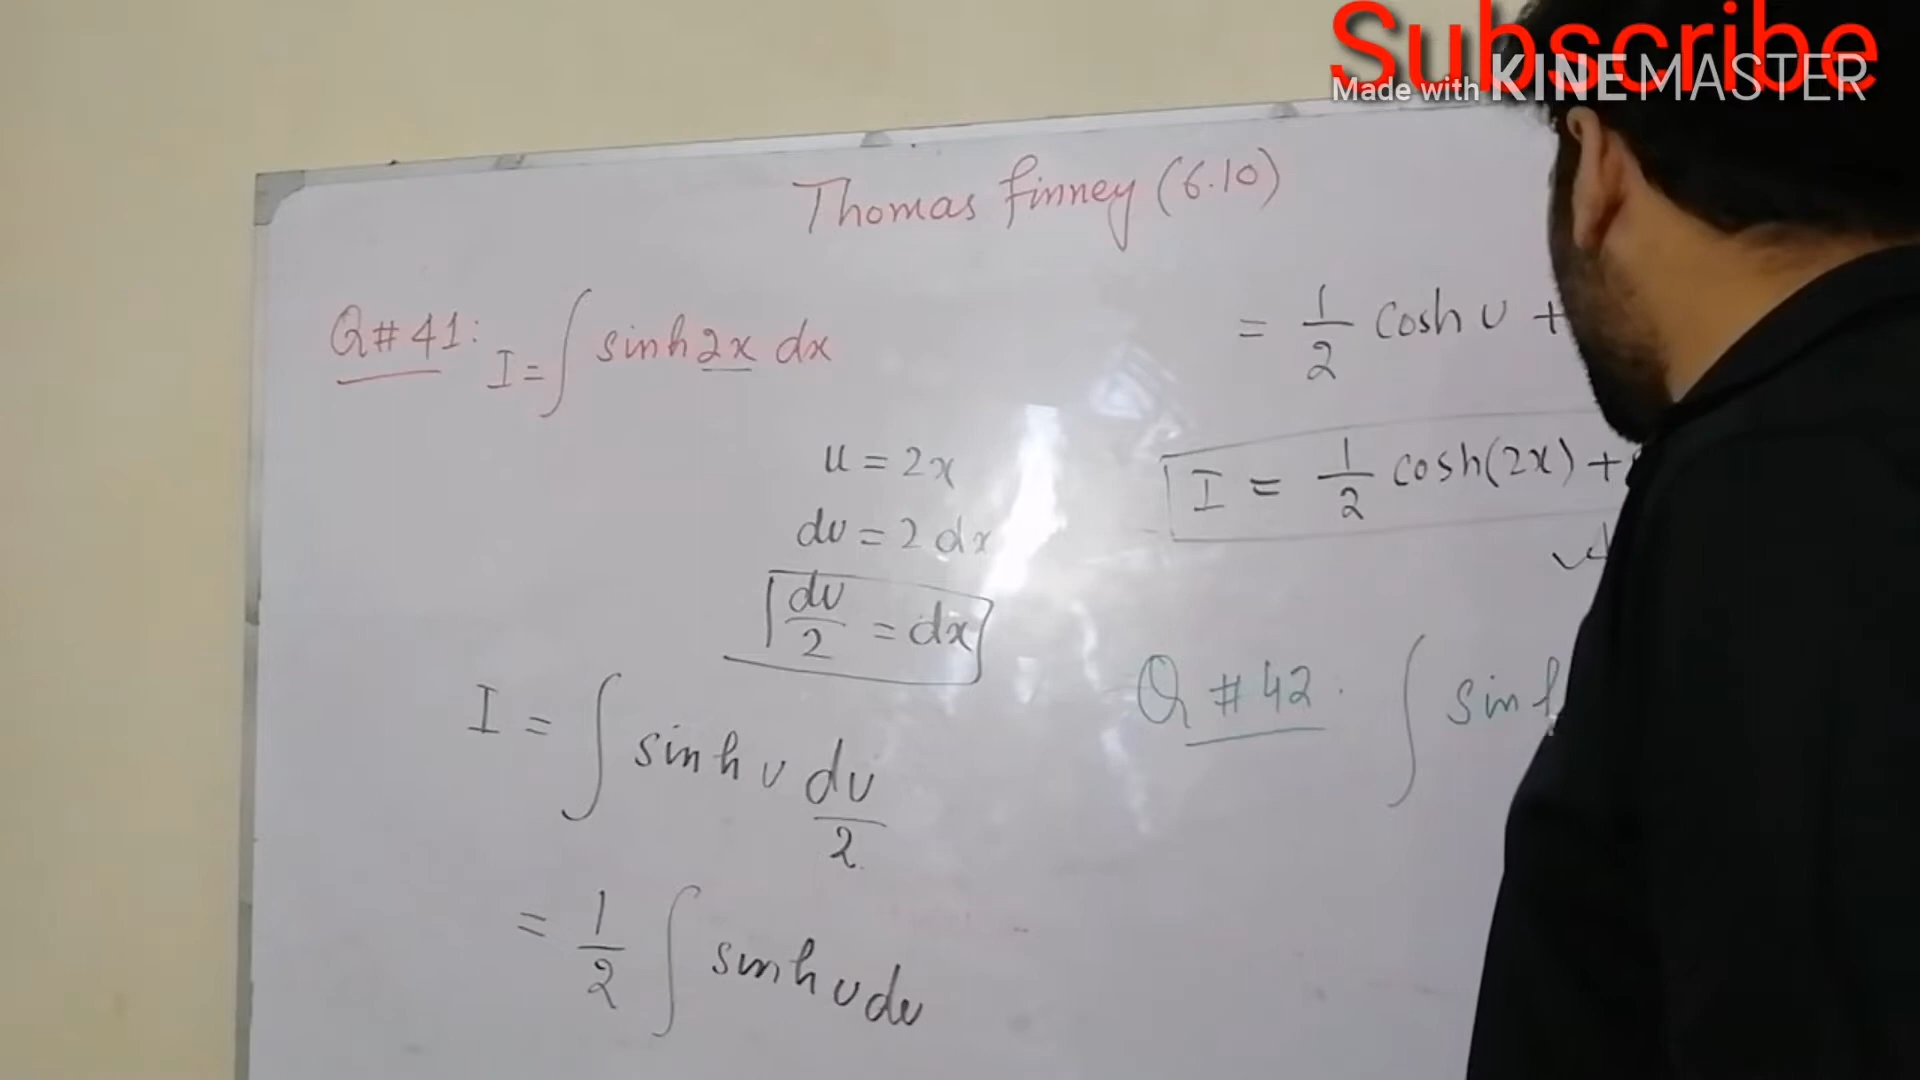 Subscribe
Made with KINEMASTER
Thomas finney (6.10)
Q# 41: I = ∫ sinh 2x dx
u = 2x
du = 2 dx
du/2 = dx
I = ∫ sinh u du/2
= 1/2 ∫ sinh u du
= 1/2 cosh u +
I = 1/2 cosh(2x) +
Q # 42. ∫ sin